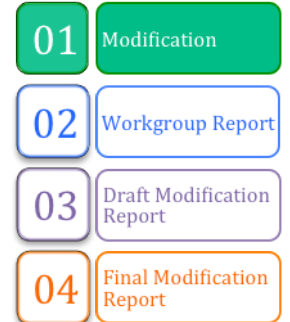 01 Modification
02 Workgroup Report
03 Draft Modification
Report
04 Final Modification
Report